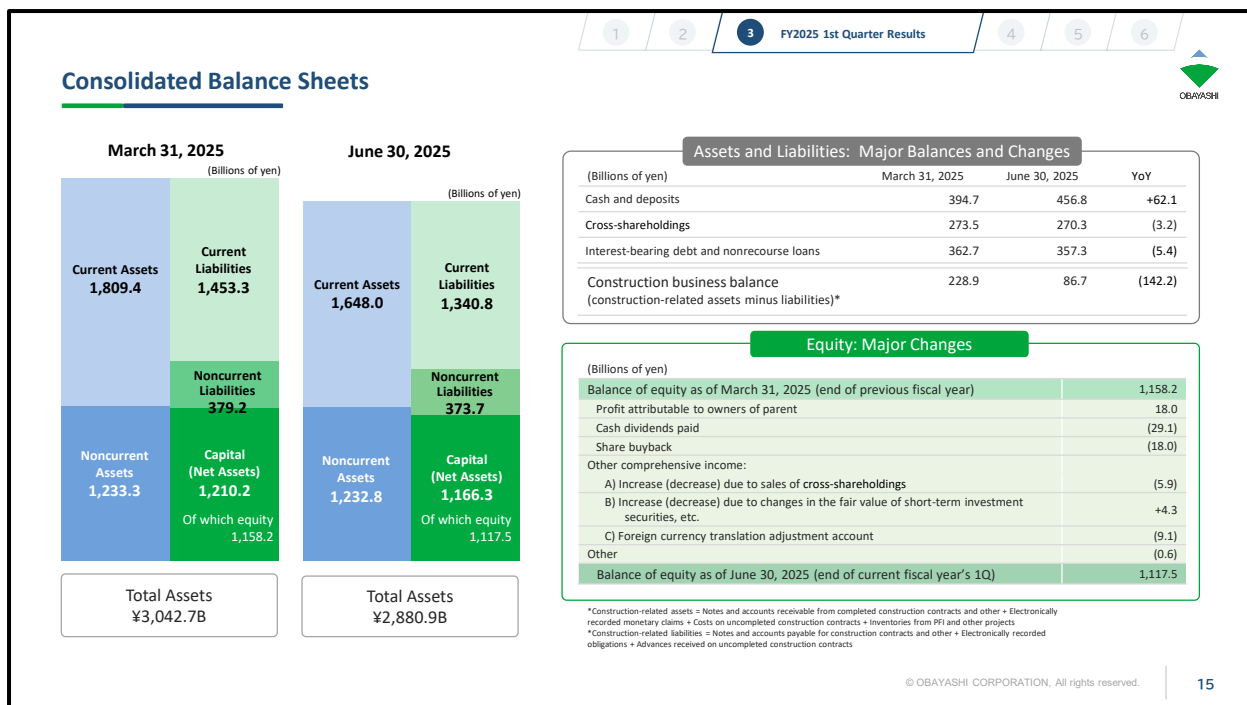 1
2
3
FY2025 1st Quarter Results
4
5
6
Consolidated Balance Sheets
OBAYASHI
March 31, 2025
(Billions of yen)
Current Assets
1,809.4
Current
Liabilities
1,453.3
Noncurrent
Liabilities
379.2
Noncurrent
Assets
1,233.3
Capital
(Net Assets)
1,210.2
Of which equity
1,158.2
Total Assets
¥3,042.7B
June 30, 2025
(Billions of yen)
Current Assets
1,648.0
Current
Liabilities
1,340.8
Noncurrent
Liabilities
373.7
Noncurrent
Assets
1,232.8
Capital
(Net Assets)
1,166.3
Of which equity
1,117.5
Total Assets
¥2,880.9B
Assets and Liabilities: Major Balances and Changes
(Billions of yen) March 31, 2025 June 30, 2025 YoY
Cash and deposits 394.7 456.8 +62.1
Cross-shareholdings 273.5 270.3 (3.2)
Interest-bearing debt and nonrecourse loans 362.7 357.3 (5.4)
Construction business balance 228.9 86.7 (142.2)
(construction-related assets minus liabilities)*
Equity: Major Changes
(Billions of yen)
Balance of equity as of March 31, 2025 (end of previous fiscal year) 1,158.2
Profit attributable to owners of parent 18.0
Cash dividends paid (29.1)
Share buyback (18.0)
Other comprehensive income:
A) Increase (decrease) due to sales of cross-shareholdings (5.9)
B) Increase (decrease) due to changes in the fair value of short-term investment
securities, etc. +4.3
C) Foreign currency translation adjustment account (9.1)
Other (0.6)
Balance of equity as of June 30, 2025 (end of current fiscal year's 1Q) 1,117.5
*Construction-related assets = Notes and accounts receivable from completed construction contracts and other + Electronically
recorded monetary claims + Costs on uncompleted construction contracts + Inventories from PFI and other projects
*Construction-related liabilities = Notes and accounts payable for construction contracts and other + Electronically recorded
obligations + Advances received on uncompleted construction contracts
© OBAYASHI CORPORATION, All rights reserved.
15